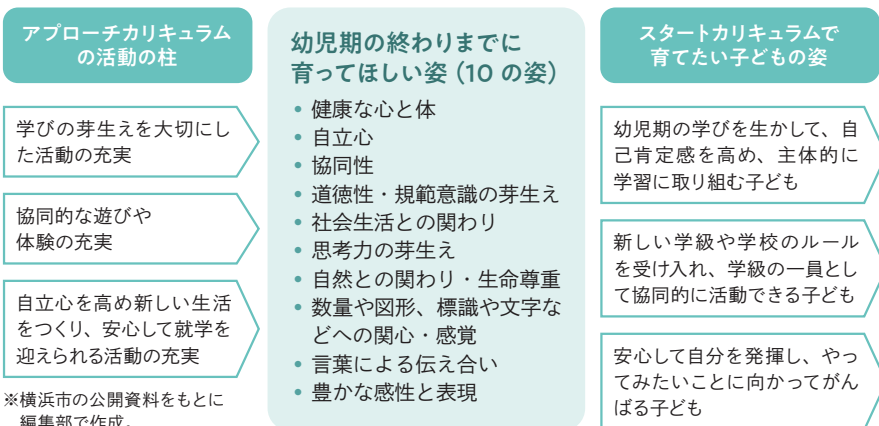 アプローチカリキュラム
の活動の柱
学びの芽生えを大切にし
た活動の充実
協同的な遊びや
体験の充実
自立心を高め新しい生活
をつくり、安心して就学を
迎えられる活動の充実
※横浜市の公開資料をもとに
編集部で作成。
幼児期の終わりまでに
育ってほしい姿（10 の姿）
• 健康な心と体
• 自立心
• 協同性
• 道徳性・規範意識の芽生え
• 社会生活との関わり
• 思考力の芽生え
• 自然との関わり・生命尊重
• 数量や図形、標識や文字な
どへの関心・感覚
• 言葉による伝え合い
• 豊かな感性と表現
スタートカリキュラムで
育てたい子どもの姿
幼児期の学びを生かして、自
己肯定感を高め、主体的に
学習に取り組む子ども
新しい学級や学校のルール
を受け入れ、学級の一員とし
て協同的に活動できる子ども
安心して自分を発揮し、やっ
てみたいことに向かってがん
ばる子ども